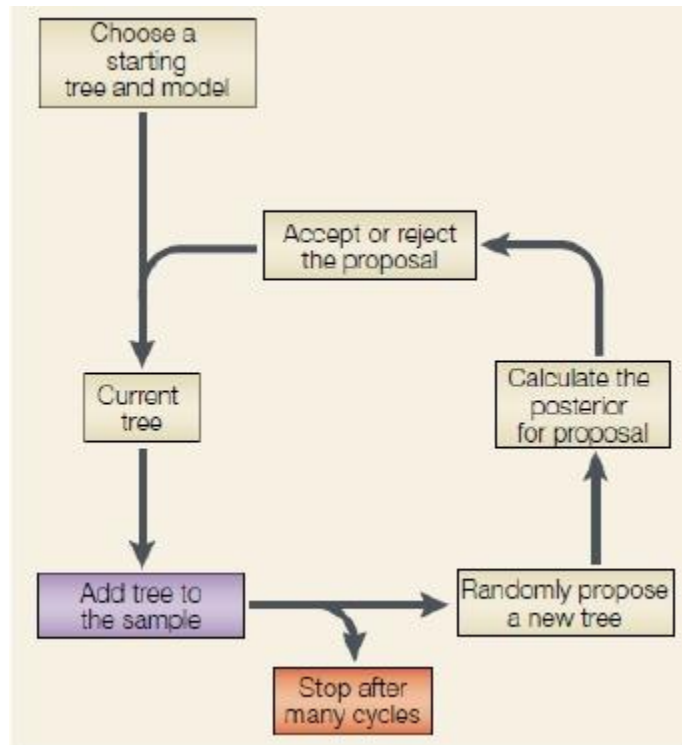 Choose a
starting
tree and model
Accept or reject
the proposal
Current
tree
Calculate the
posterior
for proposal
Add tree to
the sample
Randomly propose
a new tree
Stop after
many cycles